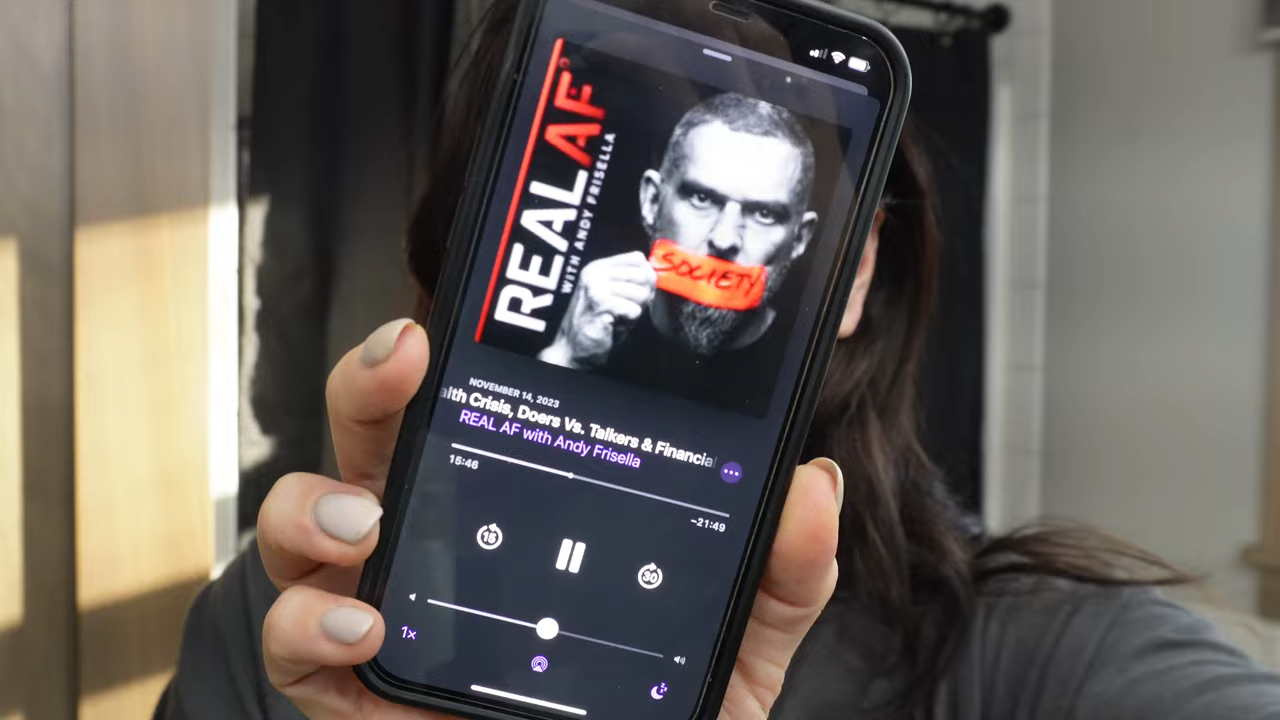 REAL AF
WITH ANDY FRISELLA
SOCIETY
NOVEMBER 14, 2023
alth Crisis, Doers Vs. Talkers & Financial
REAL AF with Andy Frisella
15:46
-21:49
15
30
1x